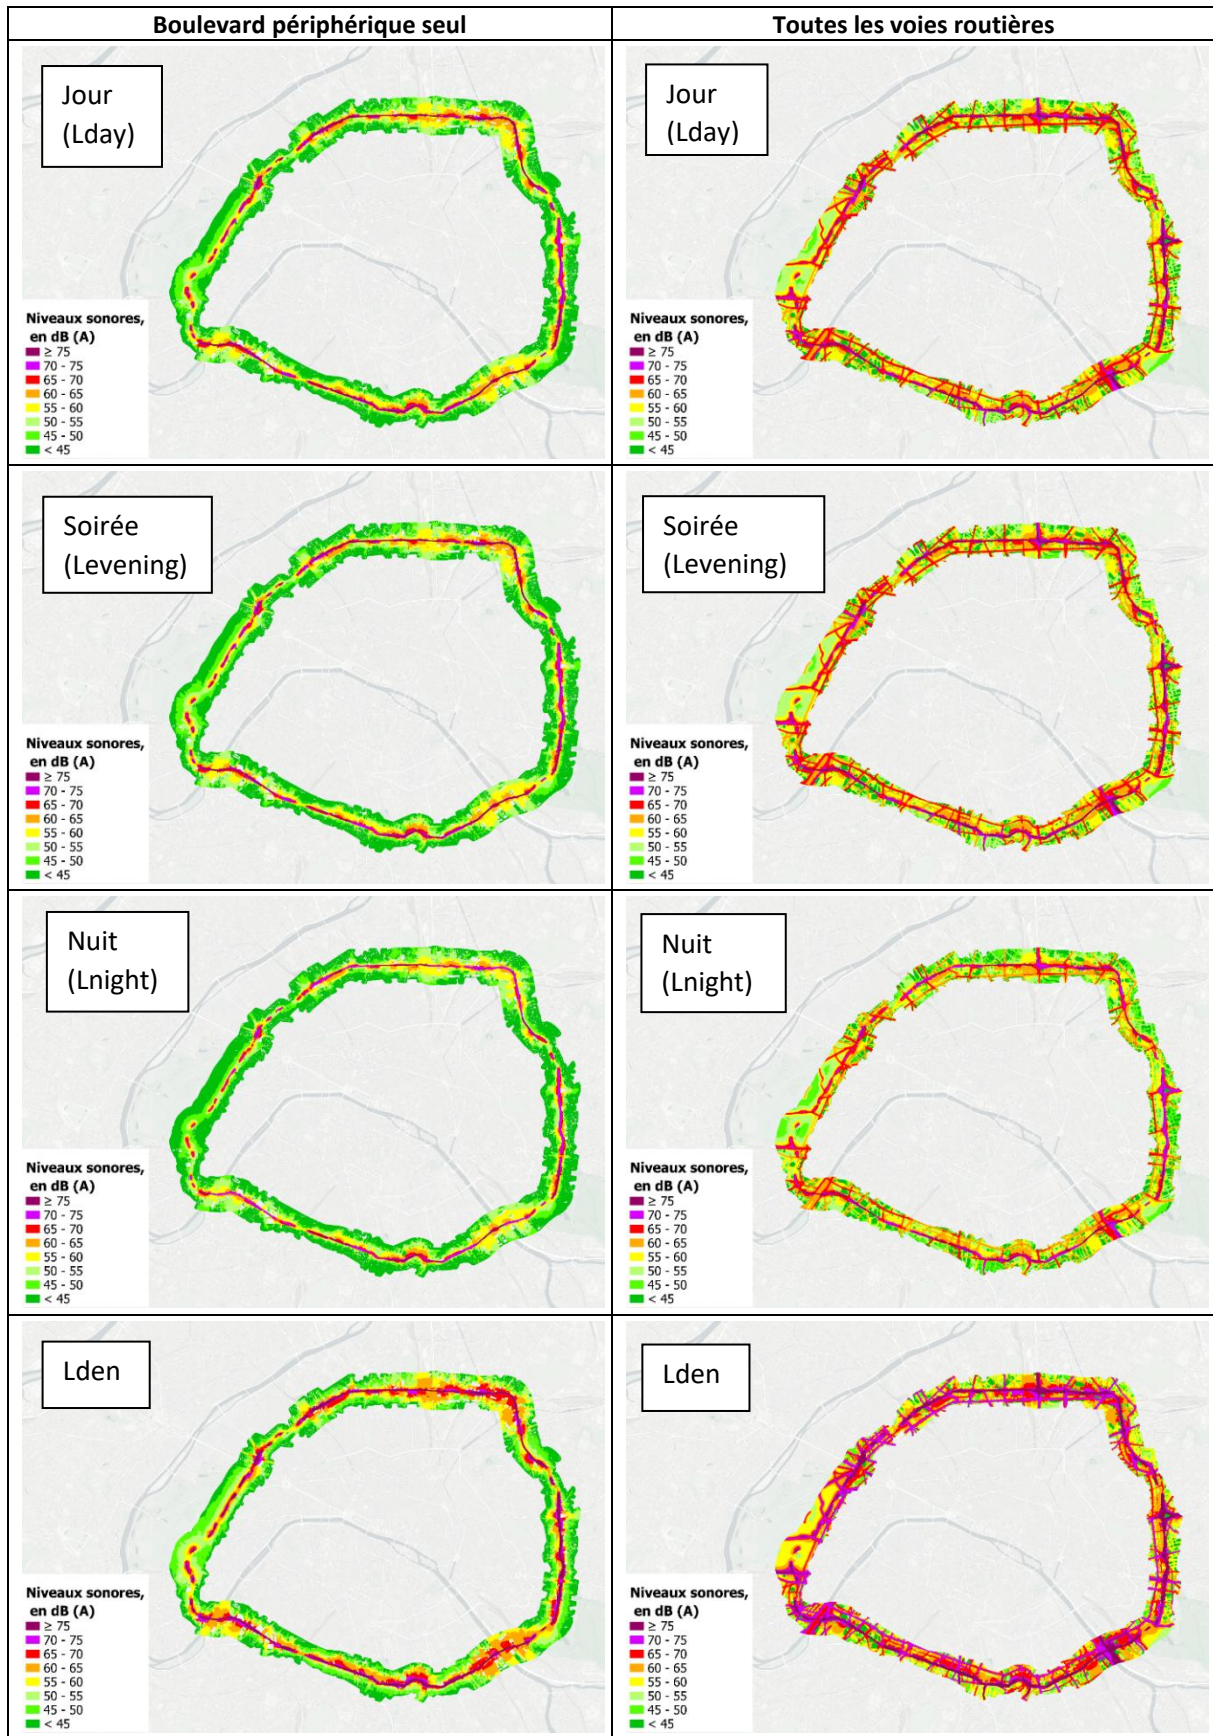 Boulevard périphérique seul
Toutes les voies routières
Jour
(Lday)
Niveaux sonores,
en dB (A)
≥ 75
70 - 75
65 - 70
60 - 65
55 - 60
50 - 55
45 - 50
< 45
Jour
(Lday)
Niveaux sonores,
en dB (A)
≥ 75
70 - 75
65 - 70
60 - 65
55 - 60
50 - 55
45 - 50
< 45
Soirée
(Levening)
Niveaux sonores,
en dB (A)
≥ 75
70 - 75
65 - 70
60 - 65
55 - 60
50 - 55
45 - 50
< 45
Soirée
(Levening)
Niveaux sonores,
en dB (A)
≥ 75
70 - 75
65 - 70
60 - 65
55 - 60
50 - 55
45 - 50
< 45
Nuit
(Lnight)
Niveaux sonores,
en dB (A)
≥ 75
70 - 75
65 - 70
60 - 65
55 - 60
50 - 55
45 - 50
< 45
Nuit
(Lnight)
Niveaux sonores,
en dB (A)
≥ 75
70 - 75
65 - 70
60 - 65
55 - 60
50 - 55
45 - 50
< 45
Lden
Niveaux sonores,
en dB (A)
≥ 75
70 - 75
65 - 70
60 - 65
55 - 60
50 - 55
45 - 50
< 45
Lden
Niveaux sonores,
en dB (A)
≥ 75
70 - 75
65 - 70
60 - 65
55 - 60
50 - 55
45 - 50
< 45